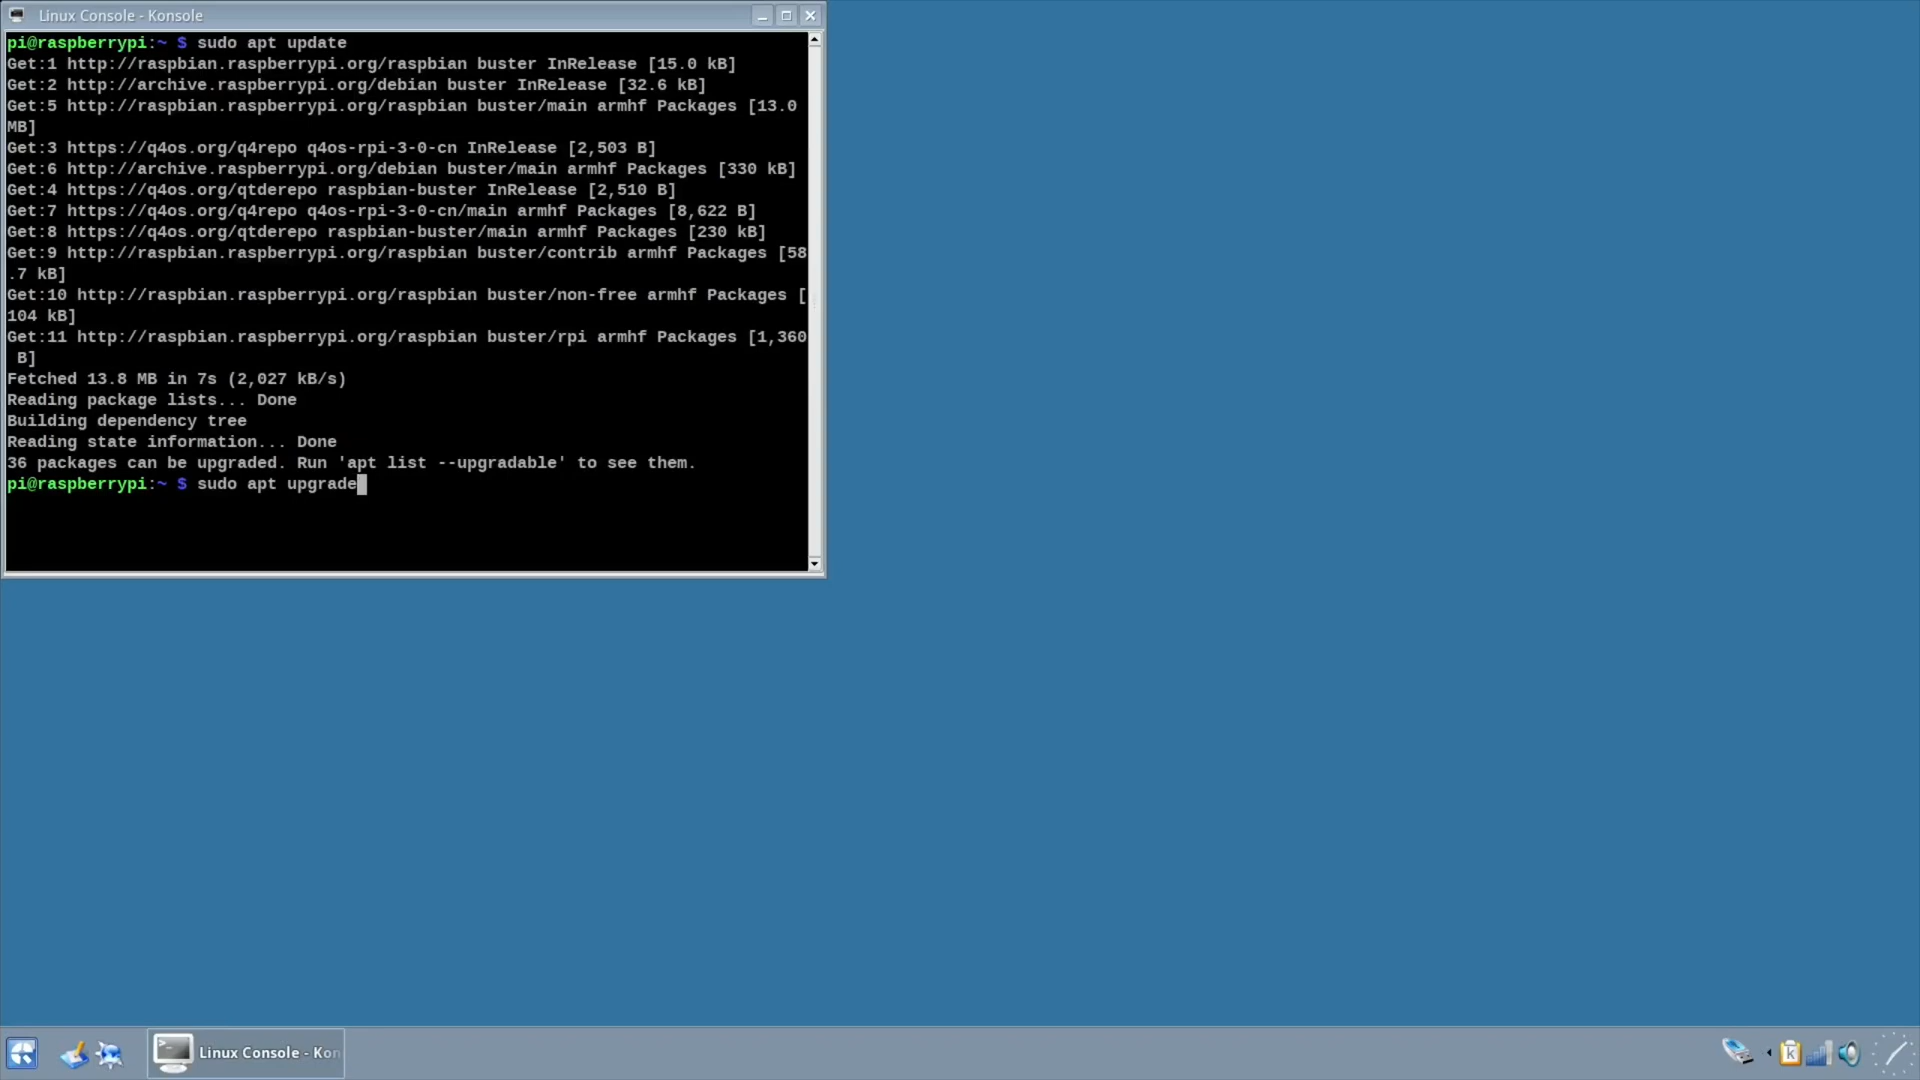 Linux Console - Konsole
pi@raspberrypi:~ $ sudo apt update
Get:1 http://raspbian.raspberrypi.org/raspbian buster InRelease [15.0 kB]
Get:2 http://archive.raspberrypi.org/debian buster InRelease [32.6 kB]
Get:5 http://raspbian.raspberrypi.org/raspbian buster/main armhf Packages [13.0
MB]
Get:3 https://q4os.org/q4repo q4os-rpi-3-0-cn InRelease [2,503 B]
Get:6 http://archive.raspberrypi.org/debian buster/main armhf Packages [330 kB]
Get:4 https://q4os.org/qtderepo raspbian-buster InRelease [2,510 B]
Get:7 https://q4os.org/q4repo q4os-rpi-3-0-cn/main armhf Packages [8,622 B]
Get:8 https://q4os.org/qtderepo raspbian-buster/main armhf Packages [230 kB]
Get:9 http://raspbian.raspberrypi.org/raspbian buster/contrib armhf Packages [58
.7 kB]
Get:10 http://raspbian.raspberrypi.org/raspbian buster/non-free armhf Packages [
104 kB]
Get:11 http://raspbian.raspberrypi.org/raspbian buster/rpi armhf Packages [1,360
 B]
Fetched 13.8 MB in 7s (2,027 kB/s)
Reading package lists... Done
Building dependency tree
Reading state information... Done
36 packages can be upgraded. Run 'apt list --upgradable' to see them.
pi@raspberrypi:~ $ sudo apt upgrade
Linux Console - Kon